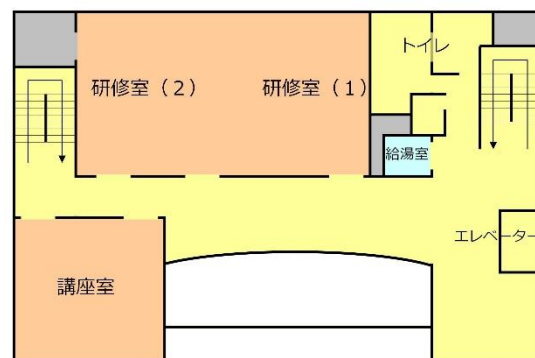 トイレ
研修室（２） 研修室（１）
給湯室
エレベーター
講座室